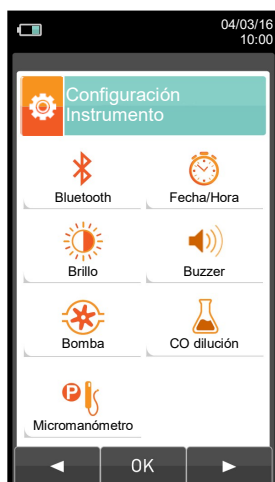 04/03/16
10:00
Configuración
Instrumento
Bluetooth
Fecha/Hora
Brillo
Buzzer
Bomba
CO dilución
P
Micromanómetro
OK